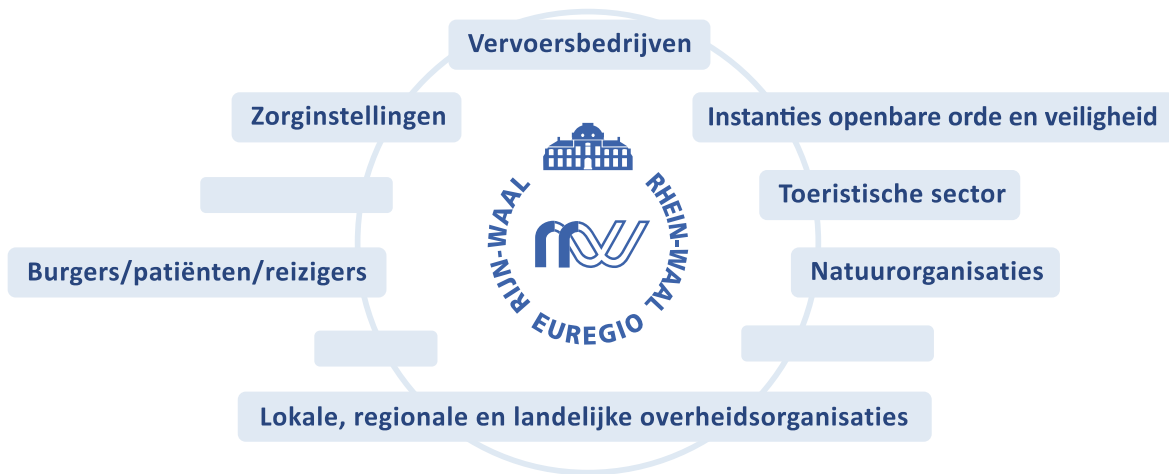 Vervoersbedrijven
Zorginstellingen
Instanties openbare orde en veiligheid
Toeristische sector
Burgers/patiënten/reizigers
Natuurorganisaties
RIJN-WAAL
RHEIN-WAAL
EUREGIO
Lokale, regionale en landelijke overheidsorganisaties